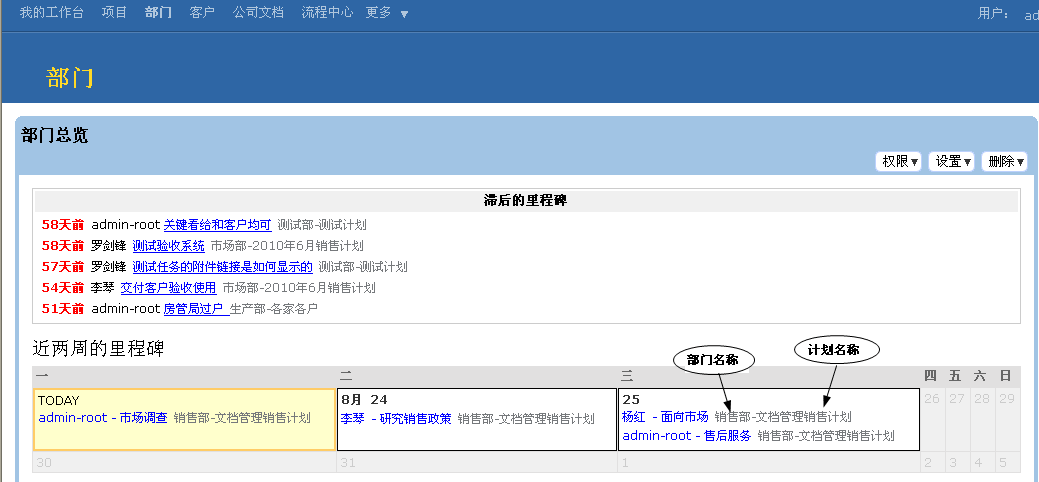 我的工作台 项目 部门 客户 公司文档 流程中心 更多 ▼ 用户: ad
部门
部门总览
权限▼ 设置▼ 删除▼
滞后的里程碑
58天前 admin-root 关键看给和客户均可 测试部-测试计划
58天前 罗剑锋 测试验收系统 市场部-2010年6月销售计划
57天前 罗剑锋 测试任务的附件链接是如何显示的 测试部-测试计划
54天前 李琴 交付客户验收使用 市场部-2010年6月销售计划
51天前 admin-root 房管局过户 生产部-各家各户
近两周的里程碑
部门名称 计划名称
一 二 三 四 五 六 日
TODAY 8月 24 25 26 27 28 29
admin-root - 市场调查 销售部-文档管理销售计划 李琴 - 研究销售政策 销售部-文档管理销售计划 杨红 - 面向市场 销售部-文档管理销售计划
admin-root - 售后服务 销售部-文档管理销售计划
30 31 1 2 3 4 5